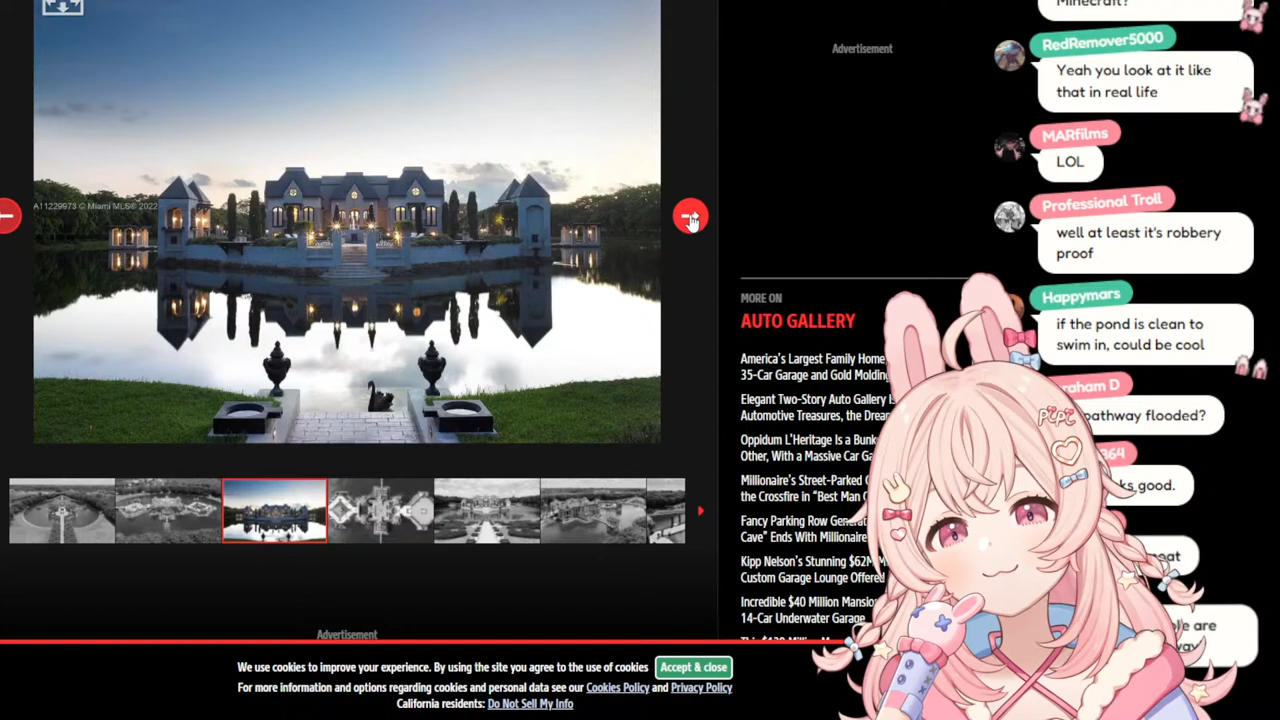 A11229973 © Miami MLS® 2022
Advertisement
MORE ON
AUTO GALLERY
America's Largest Family Home
35-Car Garage and Gold Molding
Elegant Two-Story Auto Gallery
Automotive Treasures, the
Oppidum L'Heritage Is a
Other, With a Massive Car
Millionaire's Street-Parked
the Crossfire in "Best Man
Fancy Parking Row
Cave" Ends With Millionaire
Kipp Nelson's Stunning
Custom Garage Lounge Offered
Incredible $40 Million Mansion
14-Car Underwater Garage
Advertisement
We use cookies to improve your experience. By using the site you agree to the use of cookies
Accept & close
For more information and options regarding cookies and personal data see our Cookies Policy and Privacy Policy
California residents: Do Not Sell My Info
Minecraft?
RedRemover5000
Yeah you look at it like
that in real life
MARfilms
LOL
Professional Troll
well at least it's robbery
proof
Happymars
if the pond is clean to
swim in, could be cool
raham D
pathway flooded?
364
ks good.
pipi